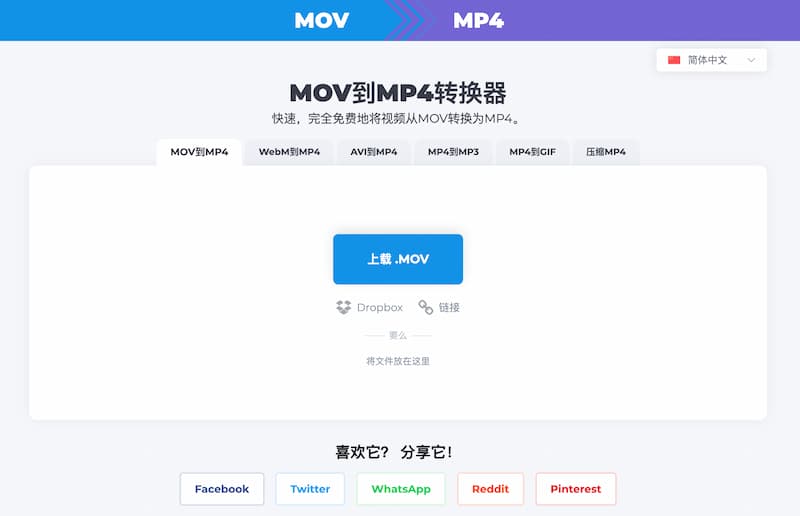 MOV MP4
简体中文
MOV到MP4转换器
快速，完全免费地将视频从MOV转换为MP4。
MOV到MP4 WebM到MP4 AVI到MP4 MP4到MP3 MP4到GIF 压缩MP4
上载 .MOV
Dropbox 链接
要么
将文件放在这里
喜欢它？ 分享它！
Facebook Twitter WhatsApp Reddit Pinterest